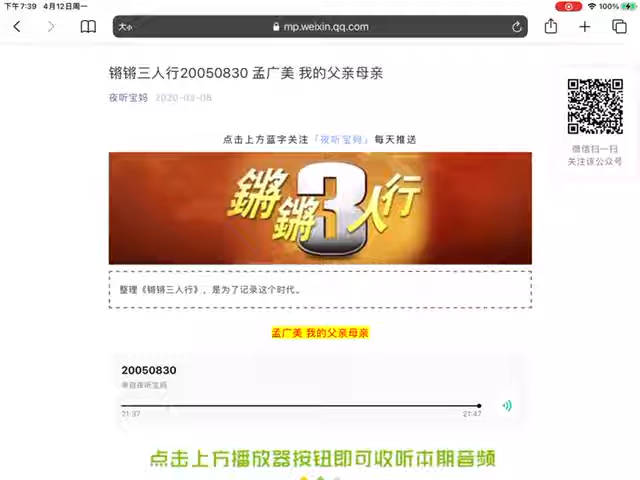 下午7:39 4月12日周一
100%
大小
mp.weixin.qq.com
锵锵三人行20050830 孟广美 我的父亲母亲
夜听宝妈 2020-03-08
微信扫一扫
关注该公众号
点击上方蓝字关注「夜听宝妈」每天推送
锵锵3人行
整理《锵锵三人行》，是为了记录这个时代。
孟广美 我的父亲母亲
20050830
来自夜听宝妈
21:47
点击上方播放器按钮即可收听本期音频